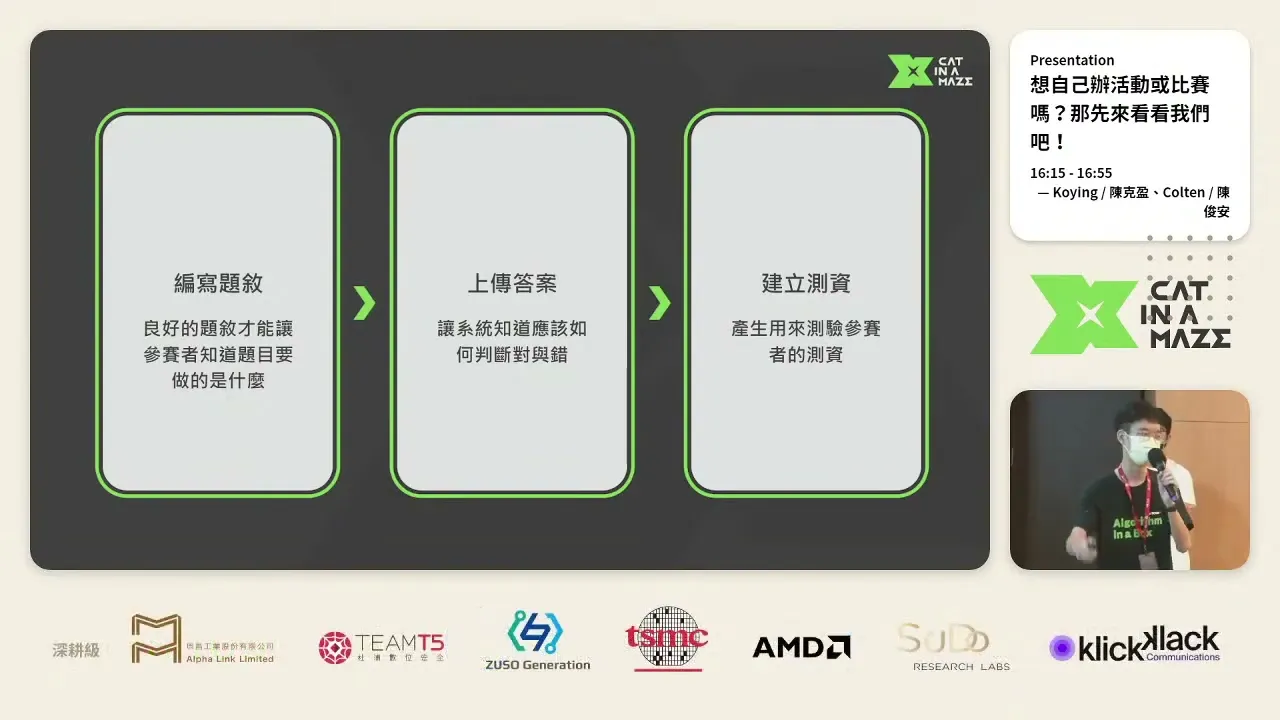 CAT
IN A
MAZE
編寫題敘
良好的題敘才能讓
參賽者知道題目要
做的是什麼
上傳答案
讓系統知道應該如
何判斷對與錯
建立測資
產生用來測驗參賽
者的測資
Presentation
想自己辦活動或比賽
嗎？那先來看看我們
吧！
16:15 - 16:55
— Koying / 陳克盈、Colten / 陳
俊安
CAT
IN A
MAZE
Algorithm
In a Box
深耕級
Alpha Link Limited
TEAMT5
杜浦數位安全
ZUSO Generation
tsmc
AMD
SuDo
RESEARCH LABS
klickklack
Communications